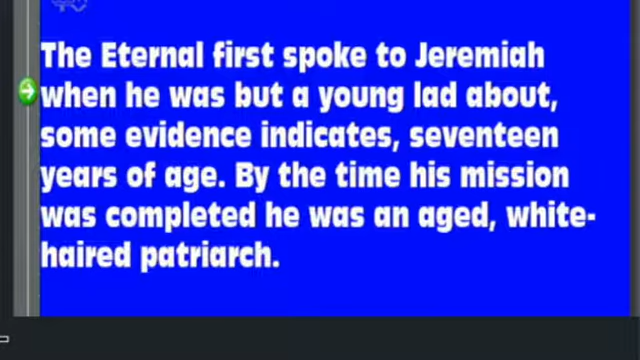 The Eternal first spoke to Jeremiah
when he was but a young lad about,
some evidence indicates, seventeen
years of age. By the time his mission
was completed he was an aged, white-
haired patriarch.